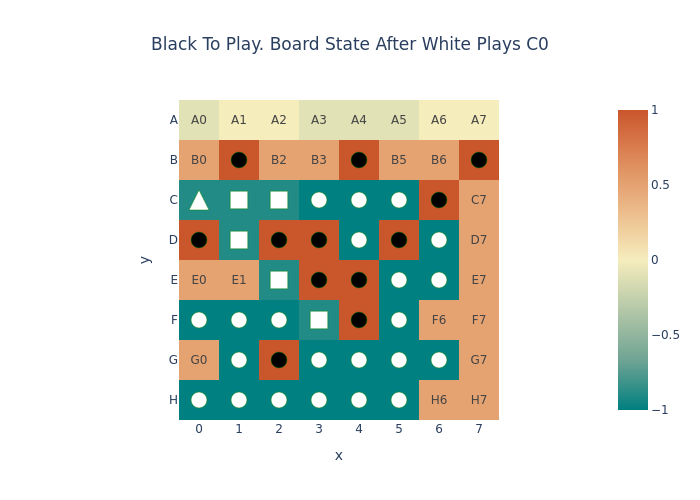 Black To Play. Board State After White Plays C0
A A0 A1 A2 A3 A4 A5 A6 A7
B B0 B2 B3 B5 B6
C C7
D D7
E E0 E1 E7
F F6 F7
G G0 G7
H H6 H7
0 1 2 3 4 5 6 7
x
y
1
0.5
0
−0.5
−1